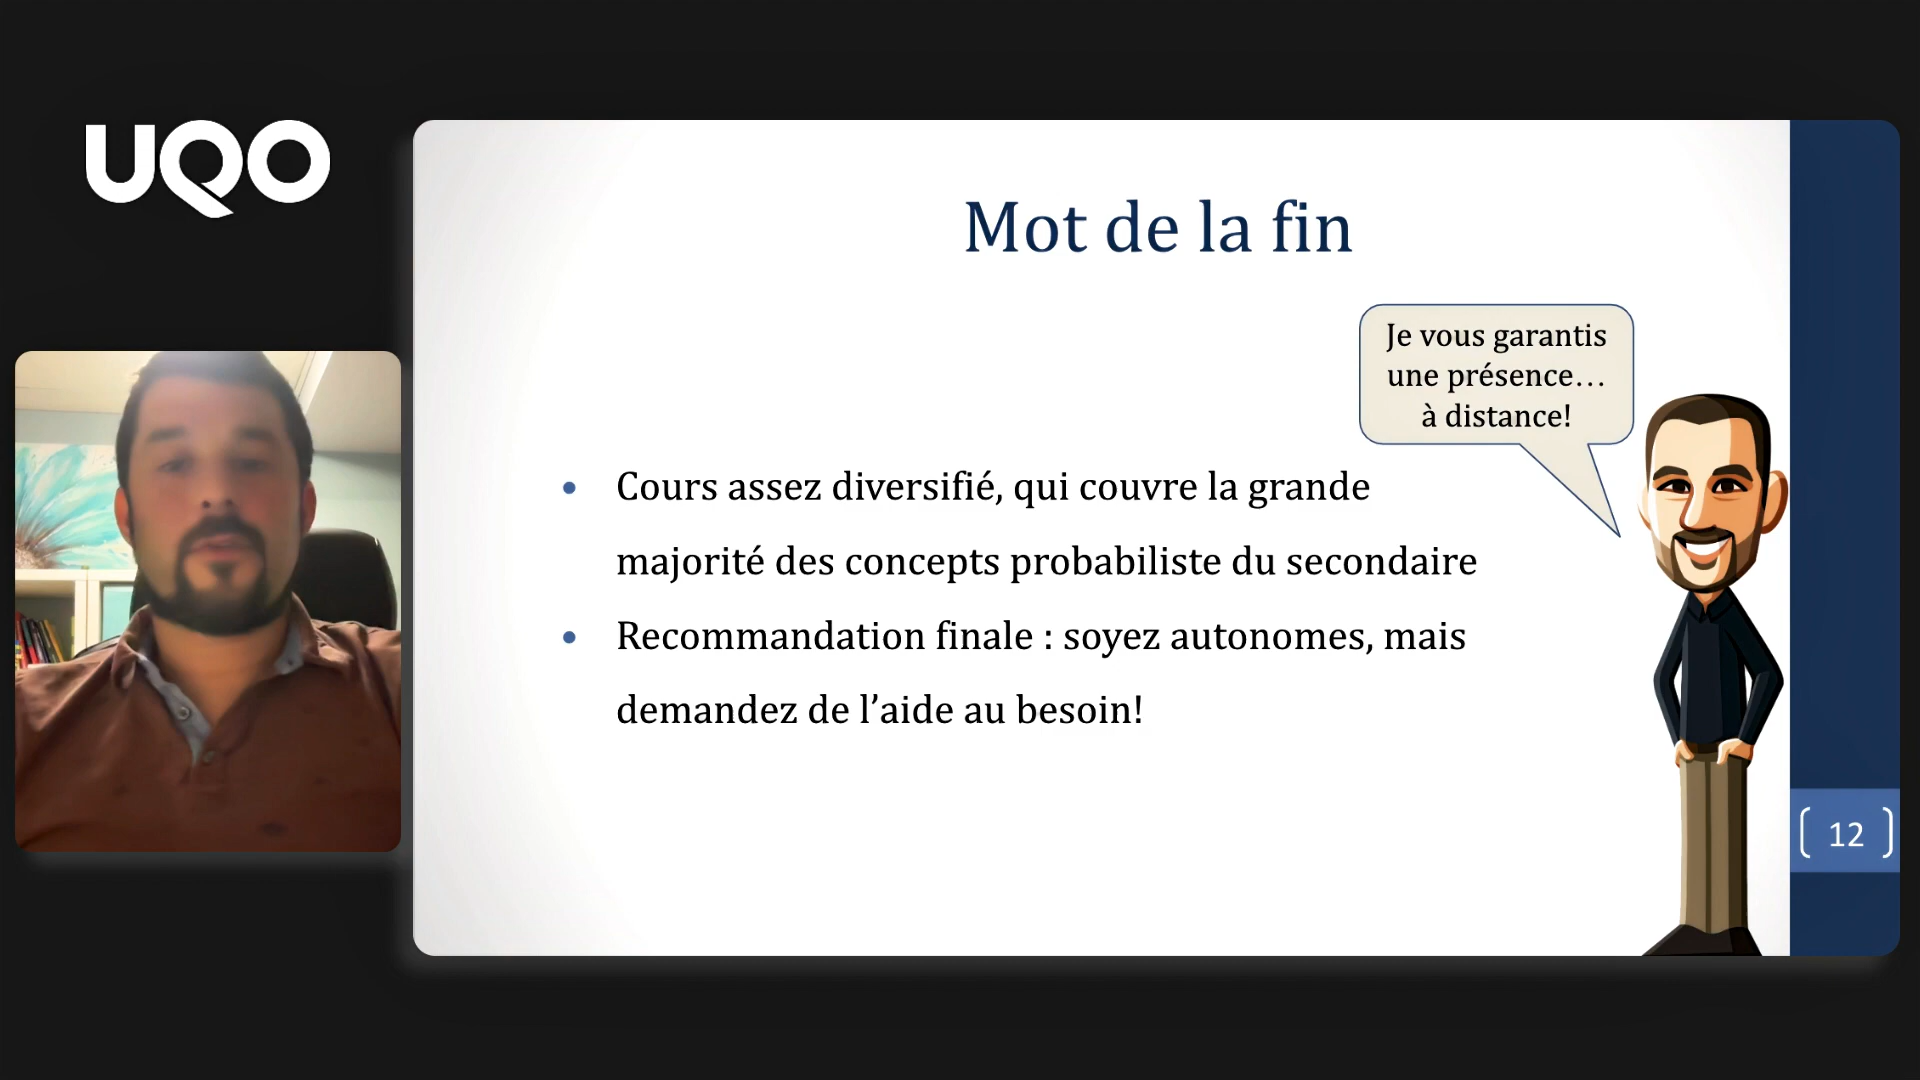 UQO
Mot de la fin
Je vous garantis
une présence…
à distance!
• Cours assez diversifié, qui couvre la grande
majorité des concepts probabiliste du secondaire
• Recommandation finale : soyez autonomes, mais
demandez de l’aide au besoin!
12